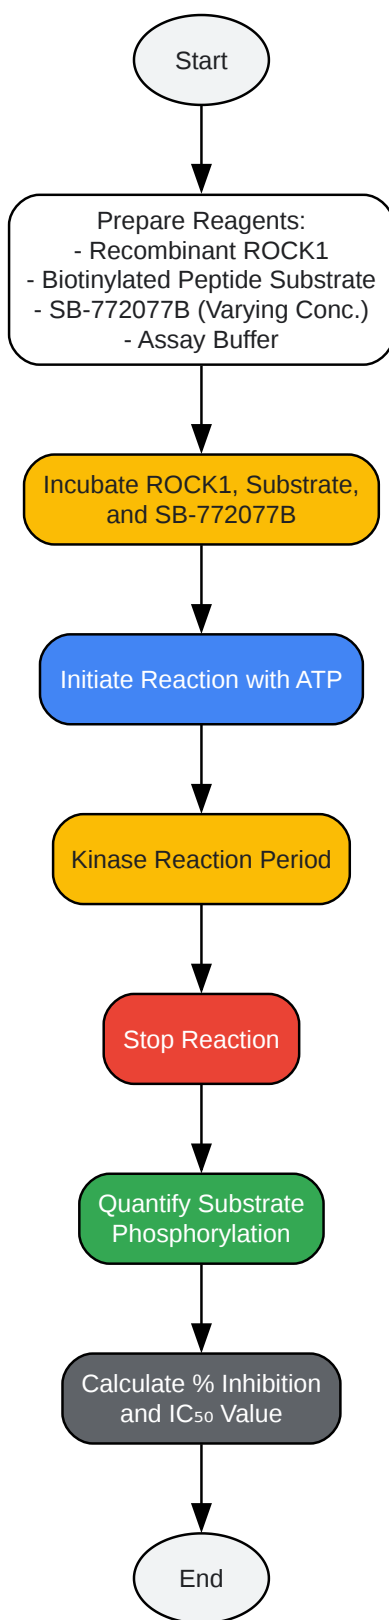 Start
Prepare Reagents:
- Recombinant ROCK1
- Biotinylated Peptide Substrate
- SB-772077B (Varying Conc.)
- Assay Buffer
Incubate ROCK1, Substrate,
and SB-772077B
Initiate Reaction with ATP
Kinase Reaction Period
Stop Reaction
Quantify Substrate
Phosphorylation
Calculate % Inhibition
and IC₅₀ Value
End